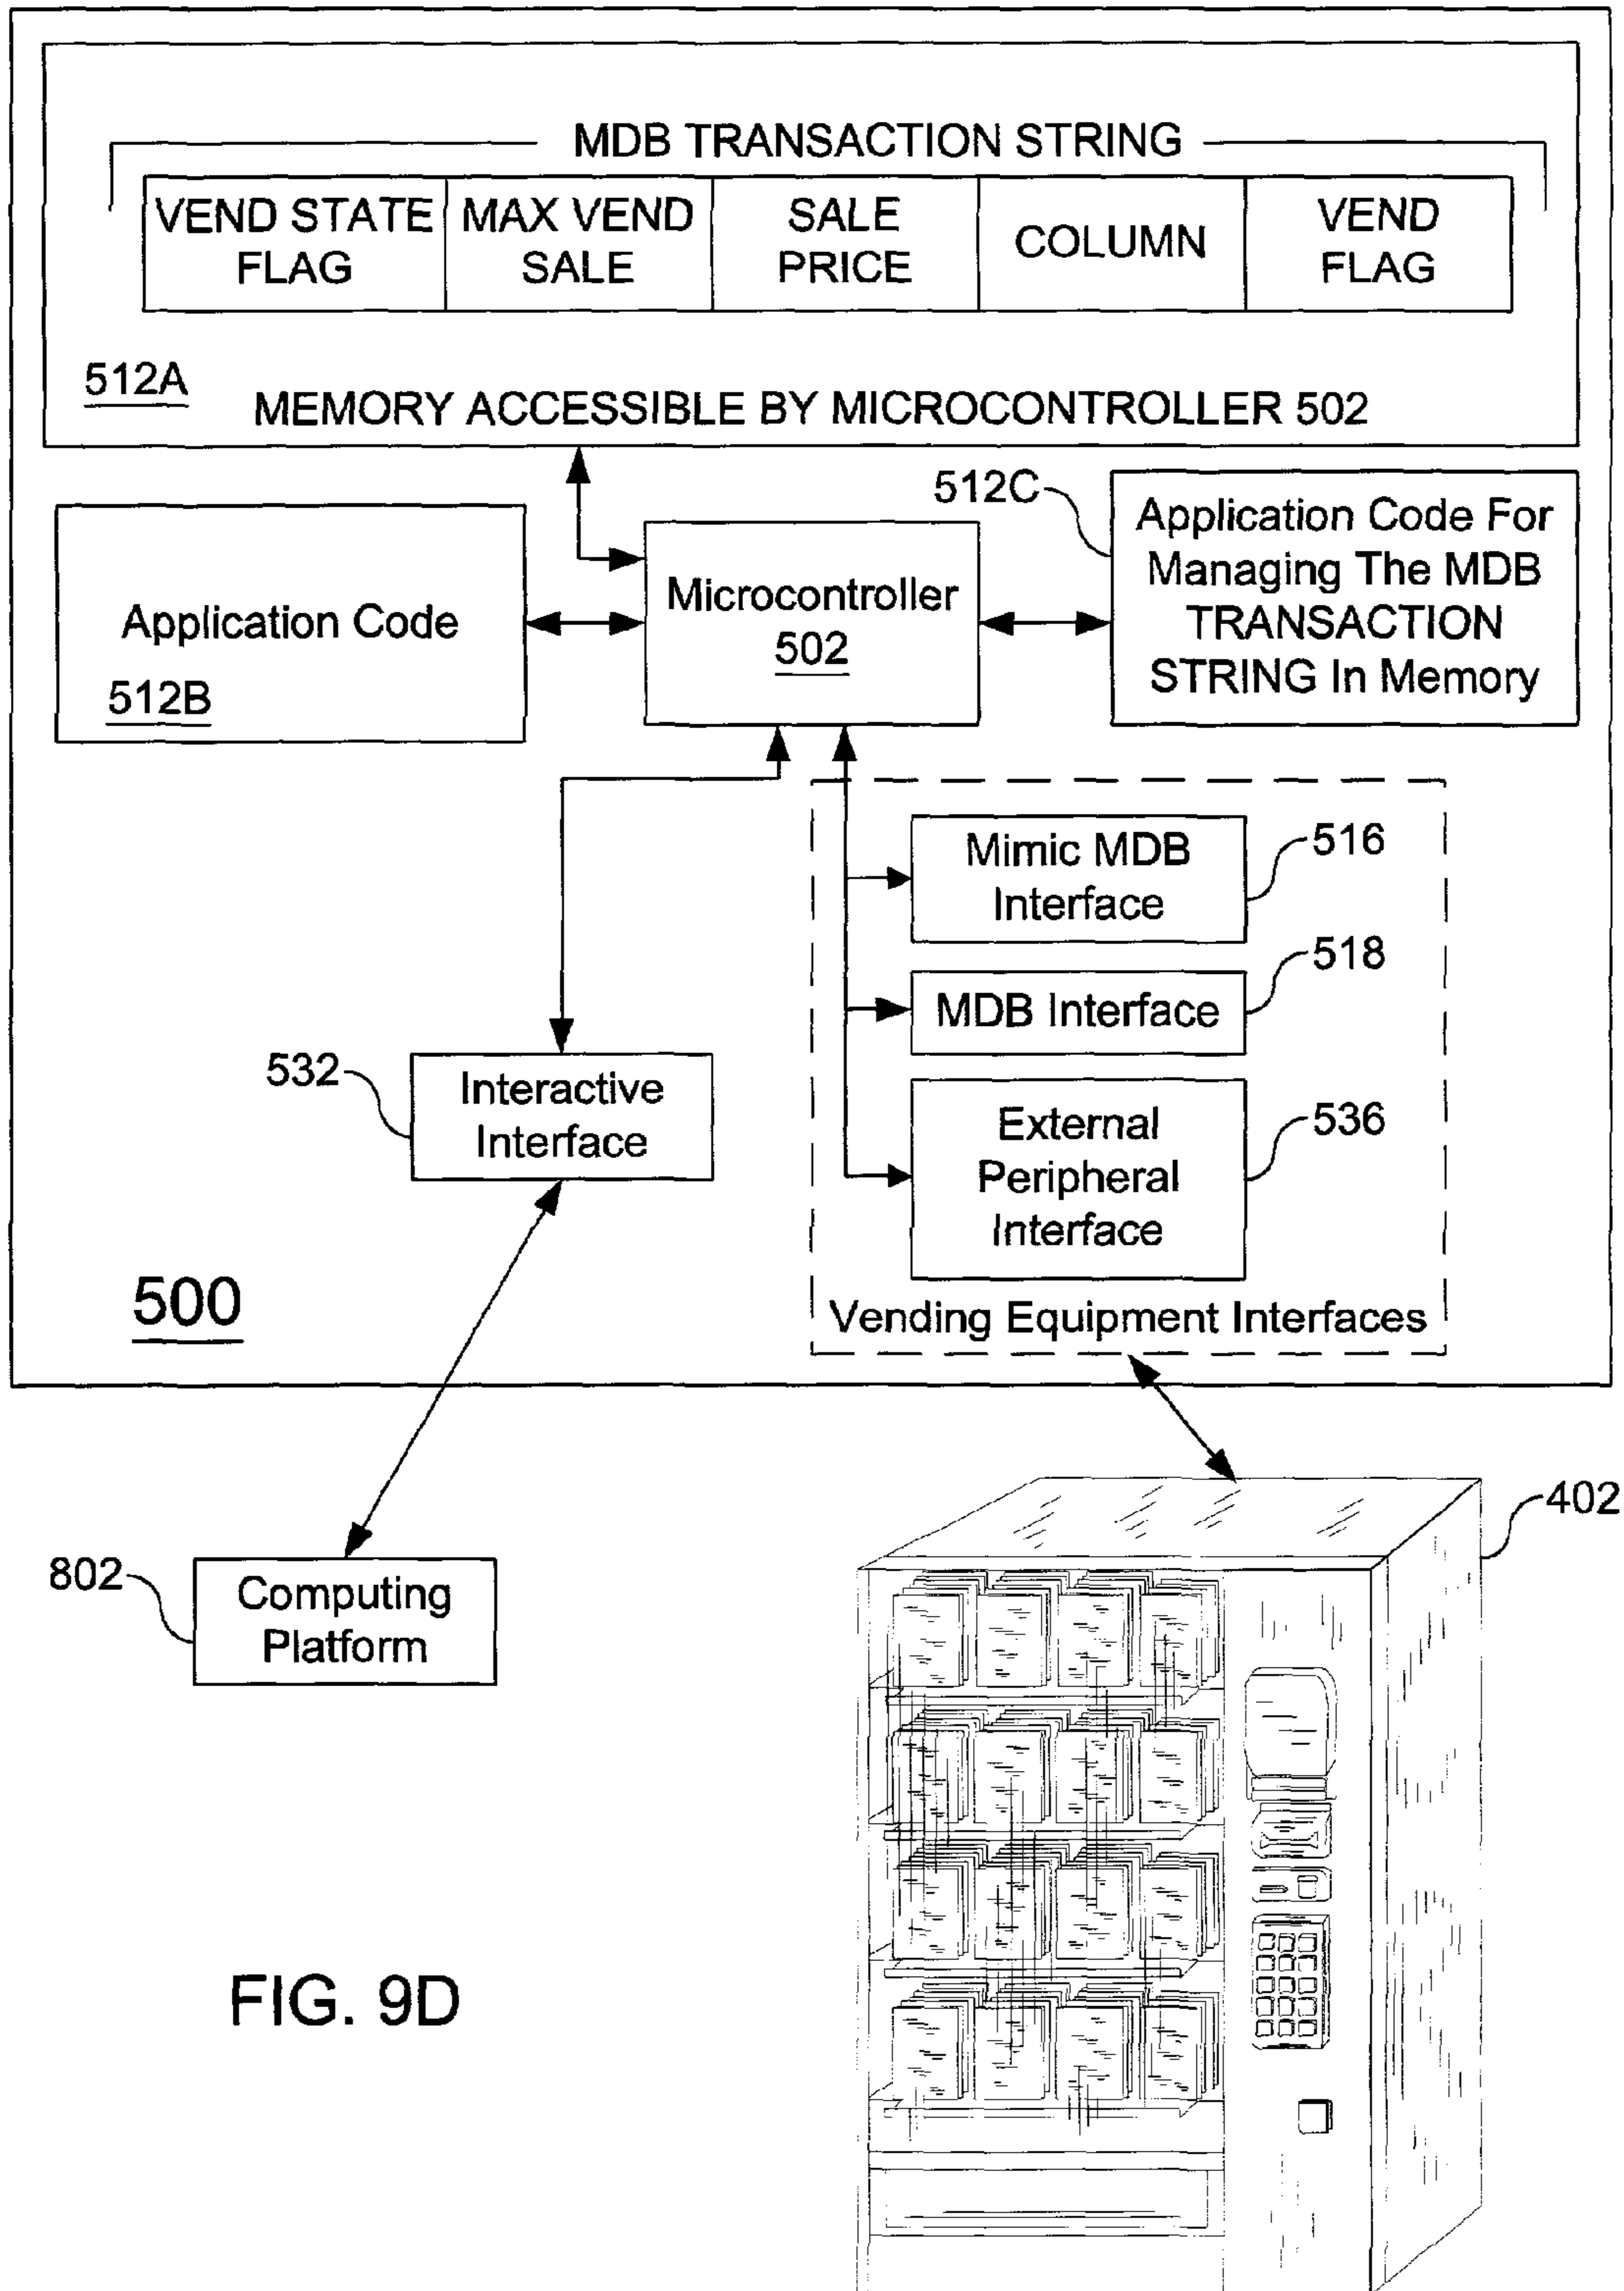 MDB TRANSACTION STRING
VEND STATE
FLAG
MAX VEND
SALE
SALE
PRICE
COLUMN
VEND
FLAG
512A
MEMORY ACCESSIBLE BY MICROCONTROLLER 502
Application Code
512B
Microcontroller
502
512C
Application Code For
Managing The MDB
TRANSACTION
STRING In Memory
Mimic MDB
Interface
516
MDB Interface
518
External
Peripheral
Interface
536
Vending Equipment Interfaces
532
Interactive
Interface
500
802
Computing
Platform
402
FIG. 9D